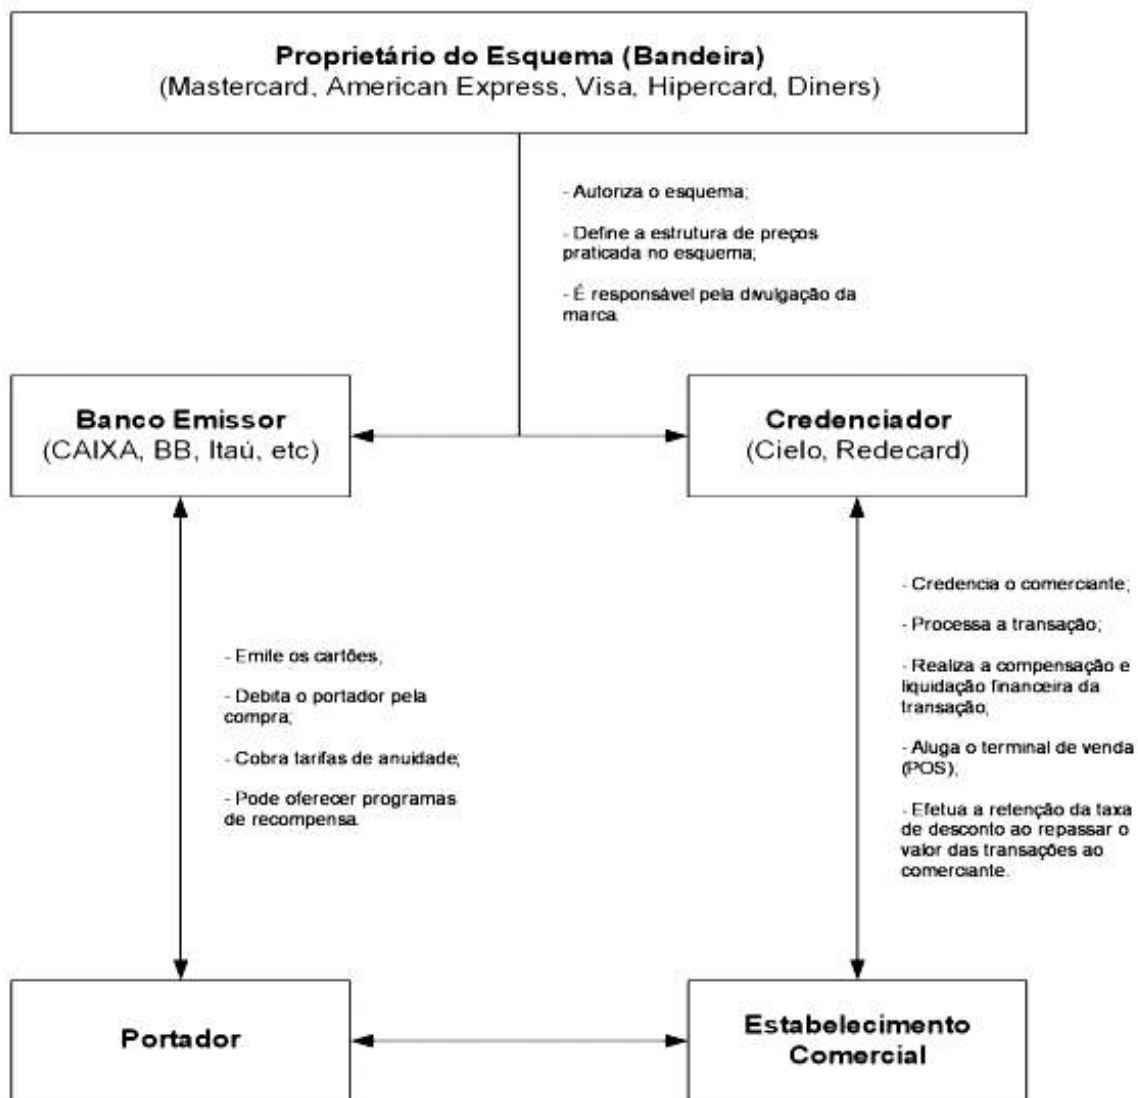 Proprietário do Esquema (Bandeira)
(Mastercard, American Express, Visa, Hipercard, Diners)
- Autoriza o esquema;
- Define a estrutura de preços
praticada no esquema;
- É responsável pela divulgação da
marca.
Banco Emissor
(CAIXA, BB, Itaú, etc)
Credenciador
(Cielo, Redecard)
- Emite os cartões;
- Debita o portador pela
compra;
- Cobra tarifas de anuidade;
- Pode oferecer programas
de recompensa.
- Credencia o comerciante;
- Processa a transação;
- Realiza a compensação e
liquidação financeira da
transação;
- Aluga o terminal de venda
(POS);
- Efetua a retenção da taxa
de desconto ao repassar o
valor das transações ao
comerciante.
Portador
Estabelecimento
Comercial